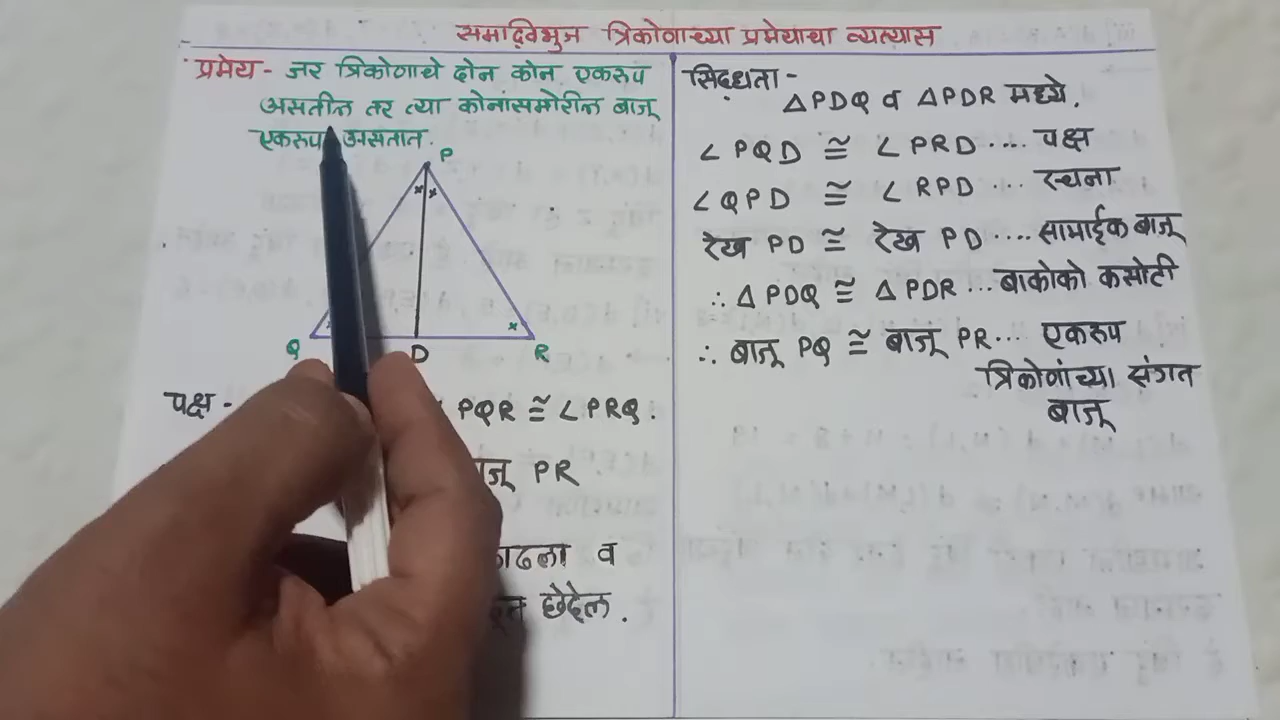 समद्विभुज त्रिकोणाच्या प्रमेयाचा व्यत्यास
प्रमेय - जर त्रिकोणाचे दोन कोन एकरूप
असतील तर त्या कोनांसमोरील बाजू
एकरूप असतात.
P
Q D R
पक्ष - PQR ≅ ∠PRQ.
बाजू PR
काढला व
छेदेल.
सिद्धता -
△PDQ व △PDR मध्ये.
∠PQD ≅ ∠PRD .... पक्ष
∠QPD ≅ ∠RPD ... रचना
रेख PD ≅ रेख PD .... सामाईक बाजू
∴ △PDQ ≅ △PDR ... बाकोको कसोटी
∴ बाजू PQ ≅ बाजू PR... एकरूप
त्रिकोणांच्या संगत
बाजू